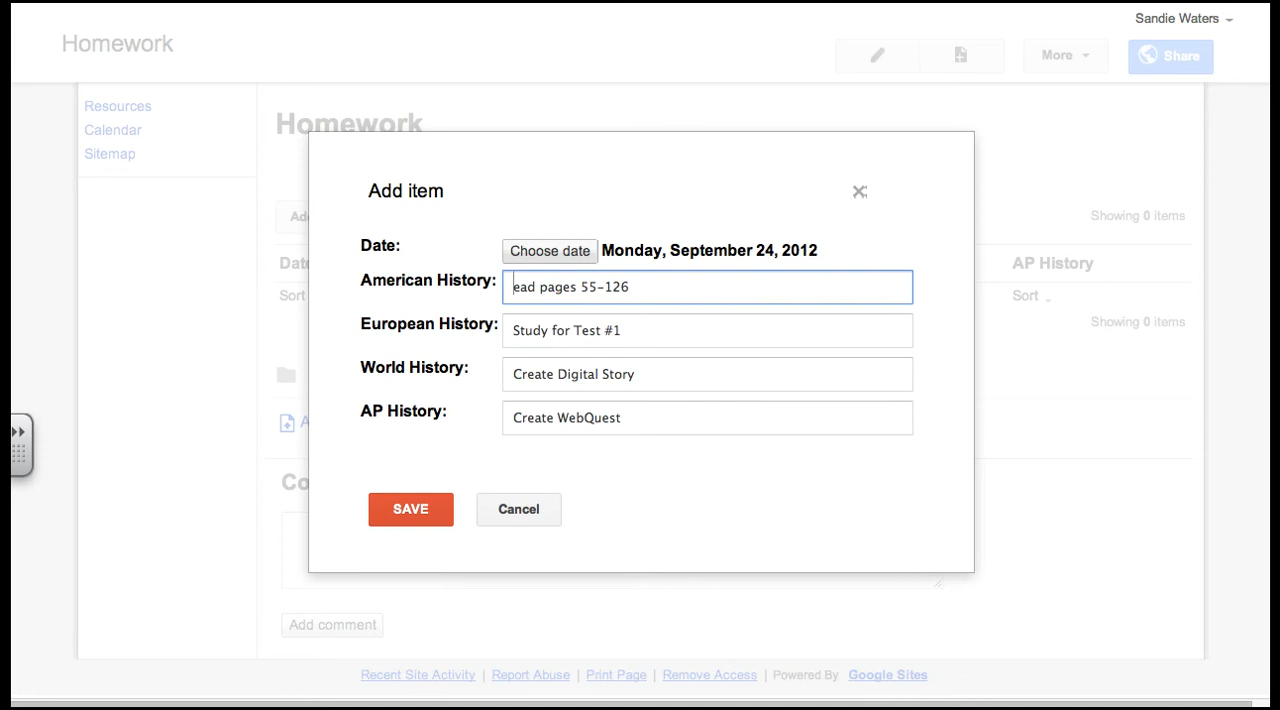 Sandie Waters
Homework
More
Share
Resources
Calendar
Sitemap
Homework
Add item
Showing 0 items
Date: Choose date Monday, September 24, 2012
American History: ead pages 55-126
AP History
Sort
Sort
European History: Study for Test #1
Showing 0 items
World History: Create Digital Story
AP History: Create WebQuest
SAVE Cancel
Add comment
Recent Site Activity | Report Abuse | Print Page | Remove Access | Powered By Google Sites